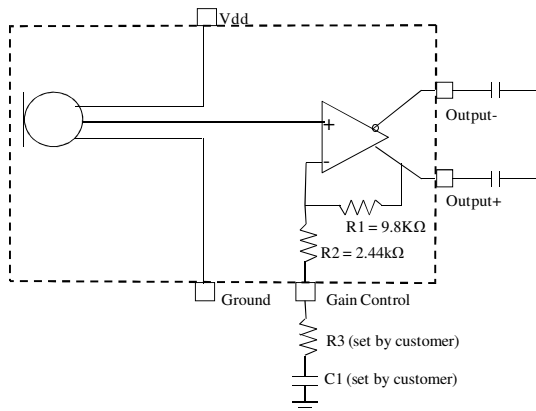 Vdd
+
-
Output-
Output+
R1 = 9.8KΩ
R2 = 2.44kΩ
Ground
Gain Control
R3 (set by customer)
C1 (set by customer)